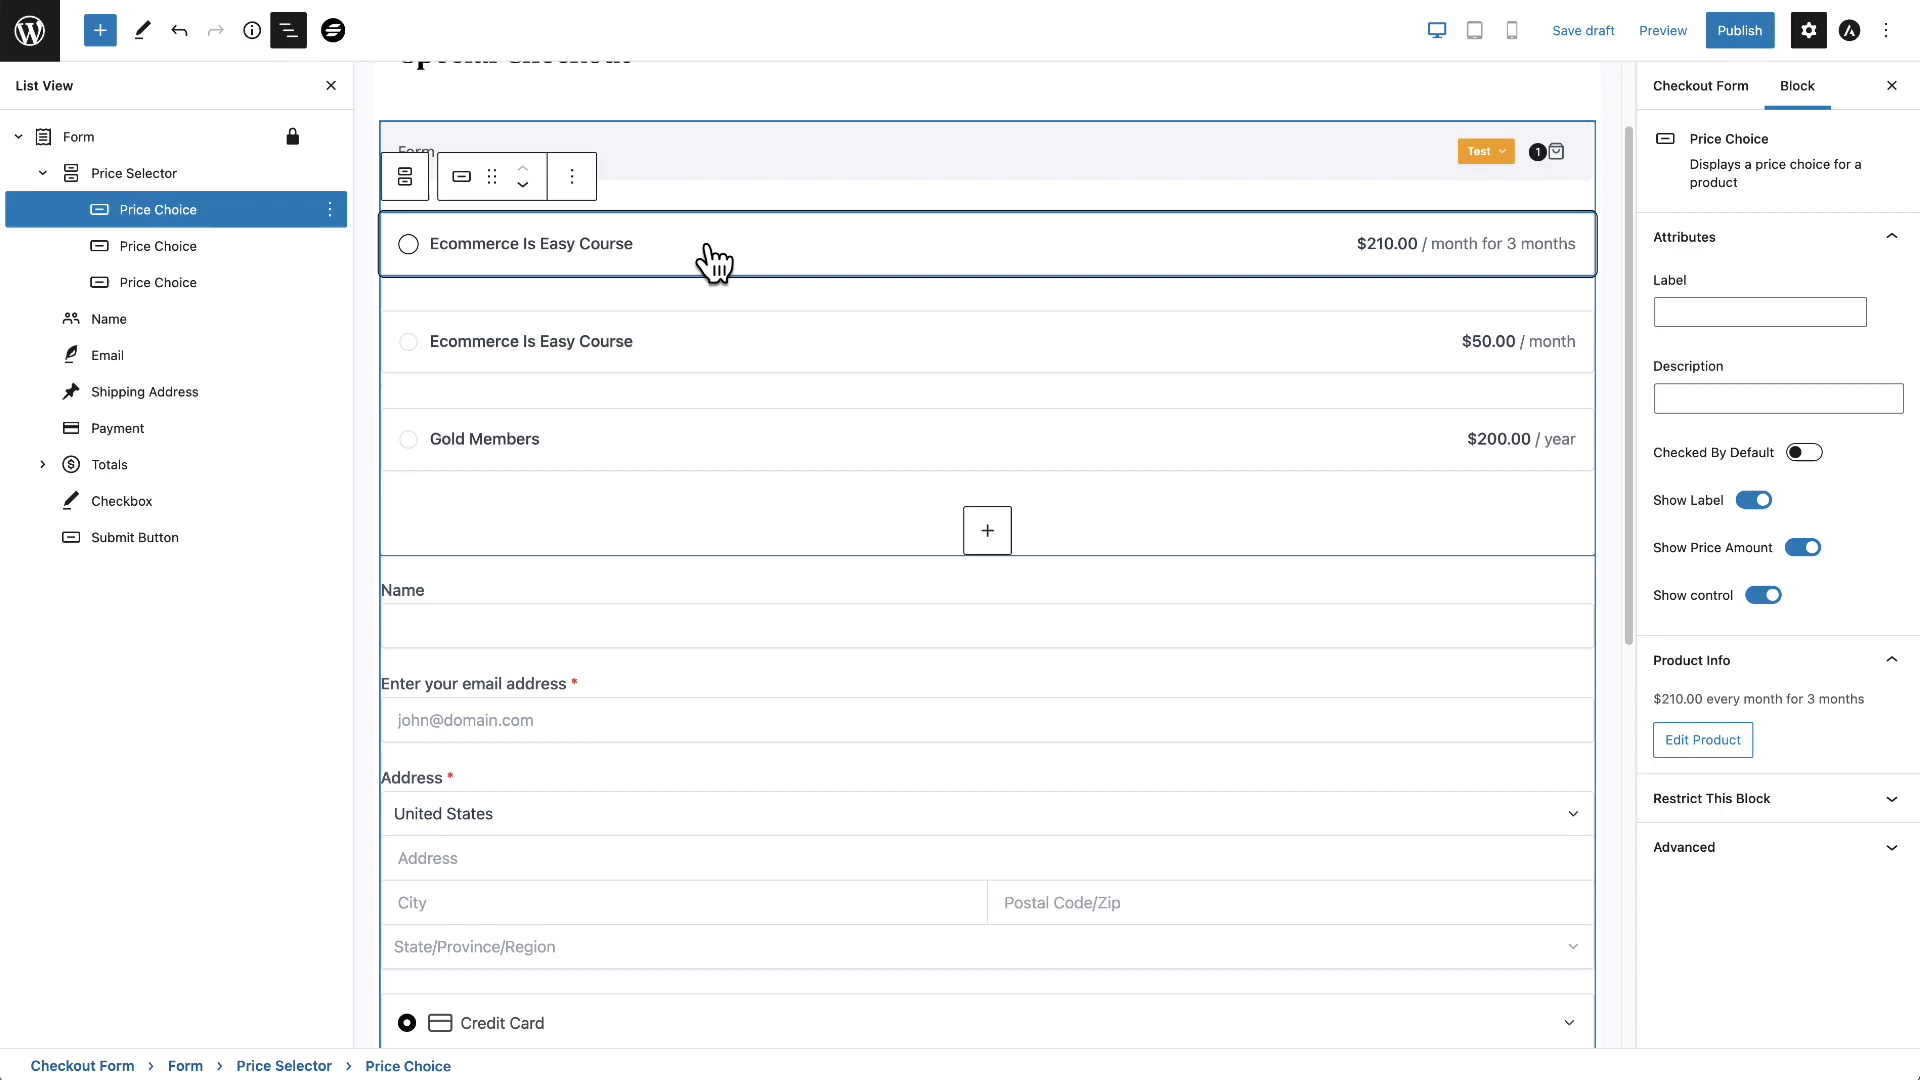 Save draft
Preview
Publish
List View
Form
Price Selector
Price Choice
Price Choice
Price Choice
Name
Email
Shipping Address
Payment
Totals
Checkbox
Submit Button
Special Checkout
Form
Test
1
Ecommerce Is Easy Course
$210.00 / month for 3 months
Ecommerce Is Easy Course
$50.00 / month
Gold Members
$200.00 / year
Name
Enter your email address *
john@domain.com
Address *
United States
Address
City
Postal Code/Zip
State/Province/Region
Credit Card
Checkout Form
Block
Price Choice
Displays a price choice for a
product
Attributes
Label
Description
Checked By Default
Show Label
Show Price Amount
Show control
Product Info
$210.00 every month for 3 months
Edit Product
Restrict This Block
Advanced
Checkout Form > Form > Price Selector > Price Choice